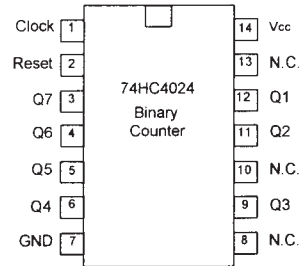 Clock 1 14 Vcc
Reset 2 13 N.C.
Q7 3 74HC4024 12 Q1
Q6 4 Binary 11 Q2
Counter
Q5 5 10 N.C.
Q4 6 9 Q3
GND 7 8 N.C.